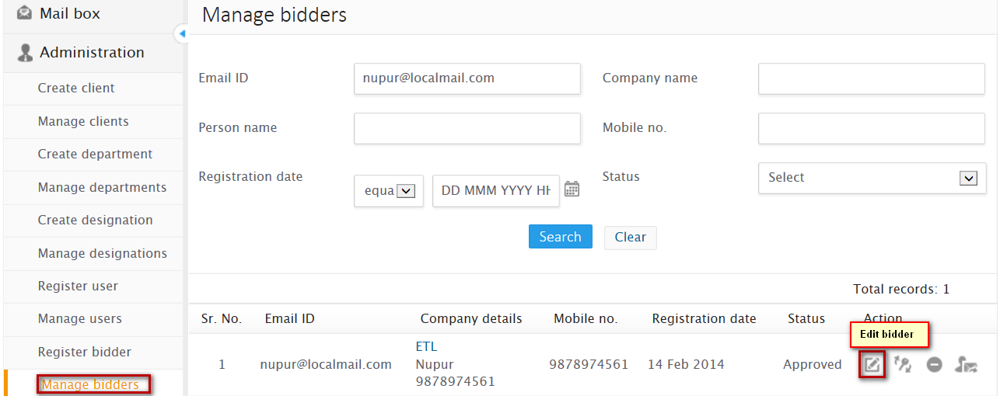 Mail box
Administration
Create client
Manage clients
Create department
Manage departments
Create designation
Manage designations
Register user
Manage users
Register bidder
Manage bidders
Manage bidders
Email ID nupur@localmail.com Company name
Person name Mobile no.
Registration date equa DD MMM YYYY HH Status Select
Search Clear
Total records: 1
Sr. No. Email ID Company details Mobile no. Registration date Status Action
Edit bidder
ETL
1 nupur@localmail.com Nupur 9878974561 14 Feb 2014 Approved
9878974561